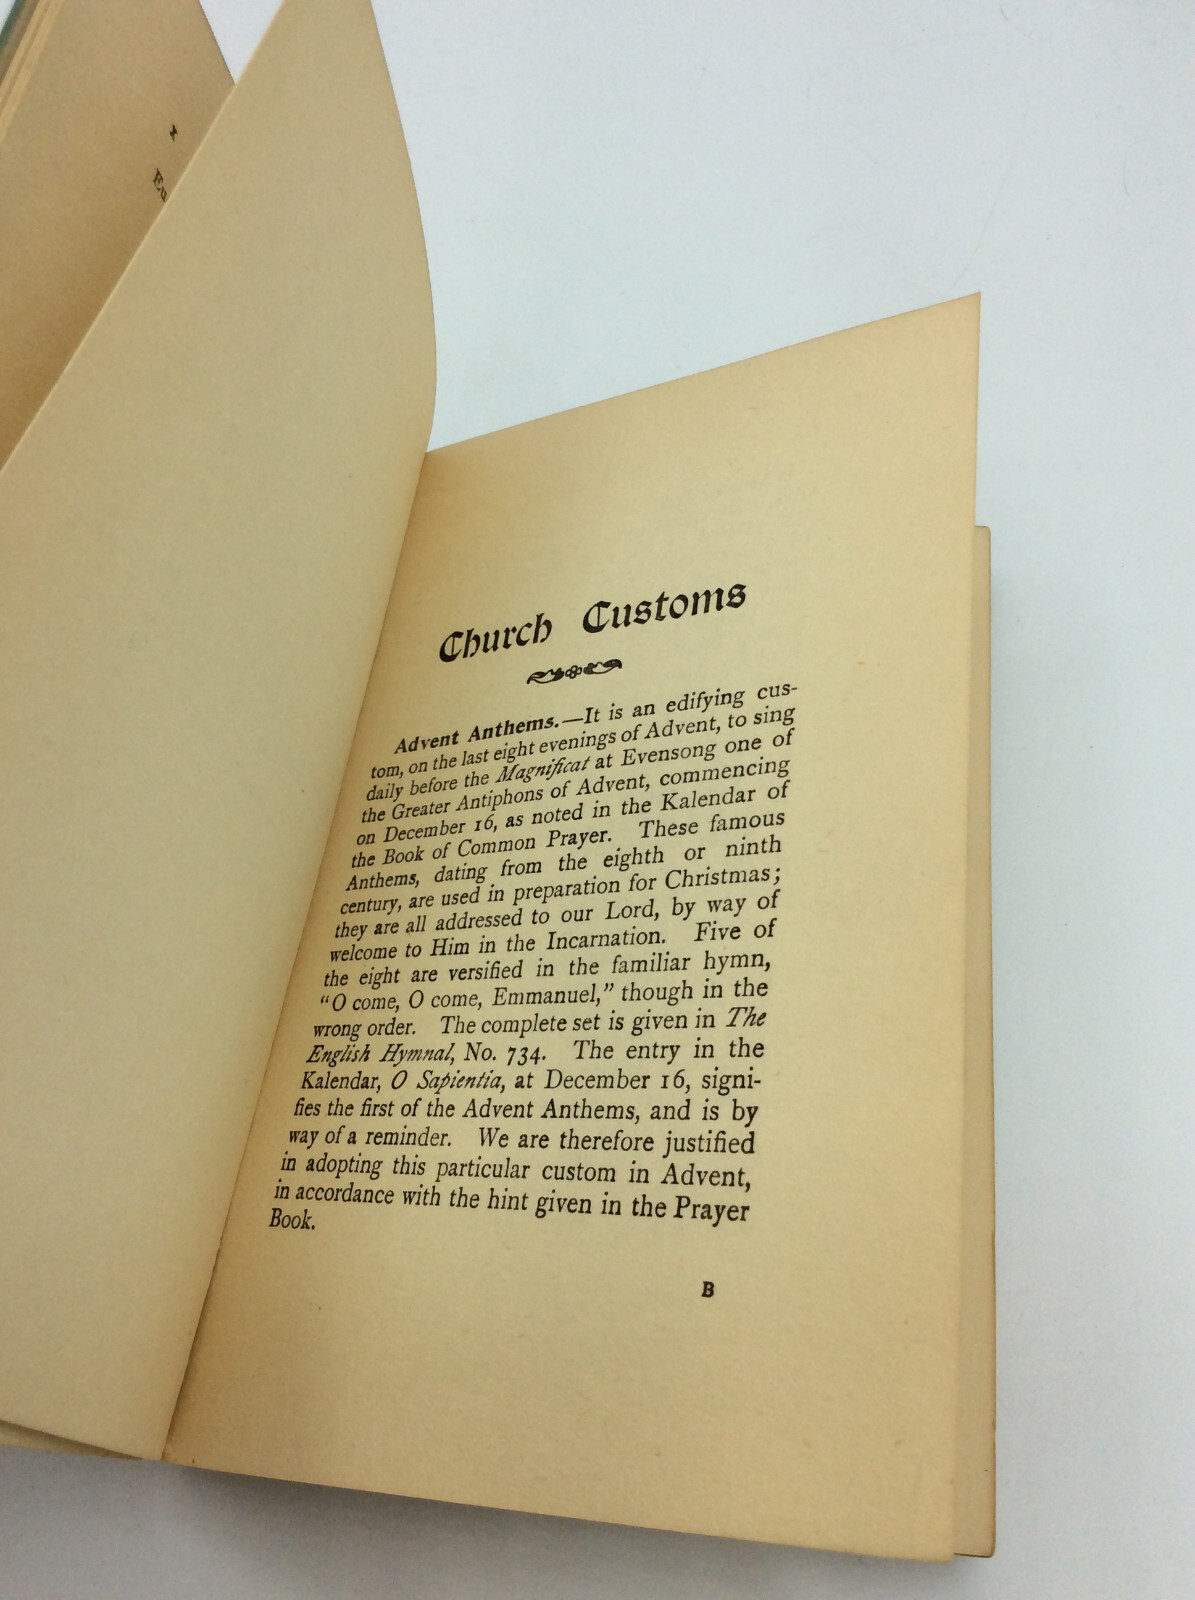 Church Customs
Advent Anthems.—It is an edifying cus-
tom, on the last eight evenings of Advent, to sing
daily before the Magnificat at Evensong one of
the Greater Antiphons of Advent, commencing
on December 16, as noted in the Kalendar of
the Book of Common Prayer. These famous
Anthems, dating from the eighth or ninth
century, are used in preparation for Christmas;
they are all addressed to our Lord, by way of
welcome to Him in the Incarnation. Five of
the eight are versified in the familiar hymn,
“O come, O come, Emmanuel,” though in the
wrong order. The complete set is given in The
English Hymnal, No. 734. The entry in the
Kalendar, O Sapientia, at December 16, signi-
fies the first of the Advent Anthems, and is by
way of a reminder. We are therefore justified
in adopting this particular custom in Advent,
in accordance with the hint given in the Prayer
Book.
B